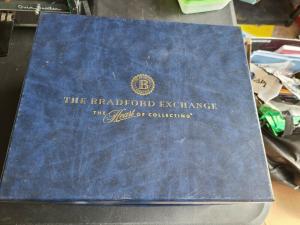 B
THE BRADFORD EXCHANGE
THE Heart OF COLLECTING®